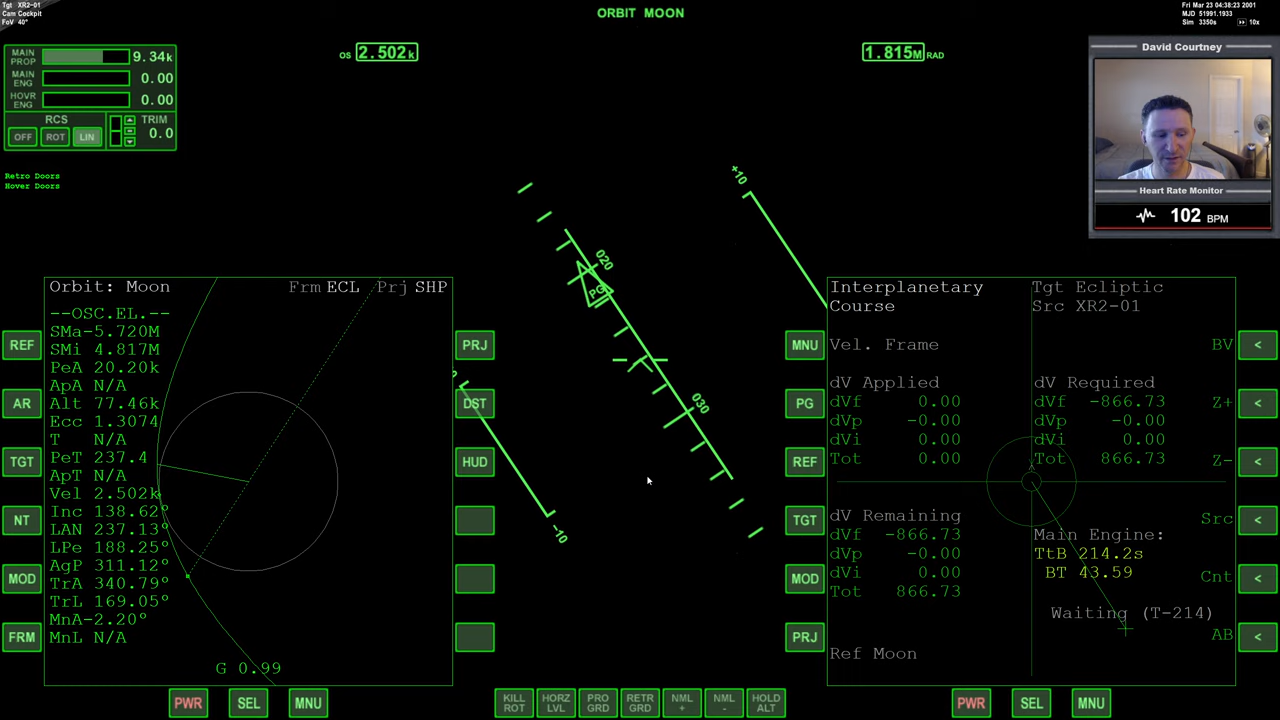 Tgt XR2-01
Cam Cockpit
FoV 40°
ORBIT MOON
Fri Mar 23 04:38:23 2001
MJD 51991.1933
Sim 3350s
10x
MAIN PROP 9.34k
MAIN ENG 0.00
HOVR ENG 0.00
RCS TRIM
OFF ROT LIN 0.0
OS 2.502k
1.815M RAD
David Courtney
Heart Rate Monitor
102 BPM
Retro Doors
Hover Doors
+10
020
PG
030
-10
Orbit: Moon Frm ECL Prj SHP
--OSC.EL.--
SMa-5.720M
SMi 4.817M
PeA 20.20k
ApA N/A
Alt 77.46k
Ecc 1.3074
T N/A
PeT 237.4
ApT N/A
Vel 2.502k
Inc 138.62°
LAN 237.13°
LPe 188.25°
AgP 311.12°
TrA 340.79°
TrL 169.05°
MnA-2.20°
MnL N/A
G 0.99
REF
AR
TGT
NT
MOD
FRM
PRJ
DST
HUD
PWR SEL MNU
KILL ROT
HORZ LVL
PRO GRD
RETR GRD
NML +
NML -
HOLD ALT
MNU
PG
REF
TGT
MOD
PRJ
Interplanetary Tgt Ecliptic
Course Src XR2-01
Vel. Frame BV
dV Applied dV Required
dVf 0.00 dVf -866.73 Z+
dVp -0.00 dVp -0.00
dVi 0.00 dVi 0.00
Tot 0.00 Tot 866.73 Z-
dV Remaining Src
dVf -866.73 Main Engine:
dVp -0.00 TtB 214.2s
dVi 0.00 BT 43.59 Cnt
Tot 866.73
Waiting (T-214)
AB
Ref Moon
<
<
<
<
<
<
PWR SEL MNU